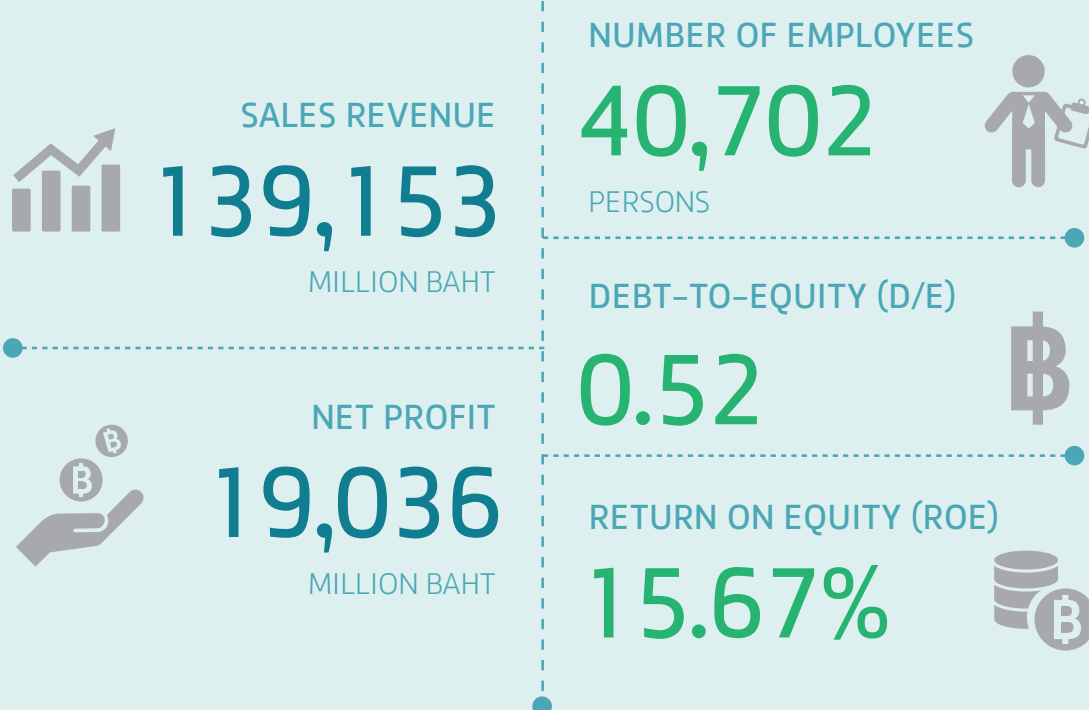 SALES REVENUE
139,153
MILLION BAHT
NET PROFIT
19,036
MILLION BAHT
NUMBER OF EMPLOYEES
40,702
PERSONS
DEBT-TO-EQUITY (D/E)
0.52
RETURN ON EQUITY (ROE)
15.67%